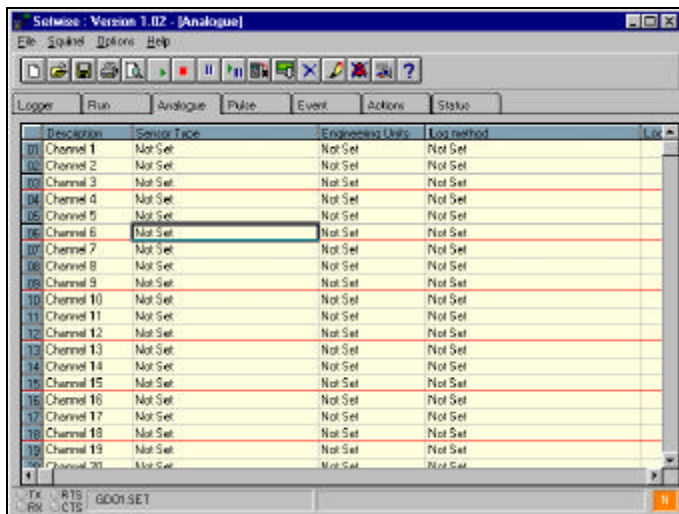 Setwise : Version 1.02 - [Analogue]
File Squirrel Options Help
Logger Run Analogue Pulse Event Actions Status
Description Sensor Type Engineering Units Log method
01 Channel 1 Not Set Not Set Not Set
02 Channel 2 Not Set Not Set Not Set
03 Channel 3 Not Set Not Set Not Set
04 Channel 4 Not Set Not Set Not Set
05 Channel 5 Not Set Not Set Not Set
06 Channel 6 Not Set Not Set Not Set
07 Channel 7 Not Set Not Set Not Set
08 Channel 8 Not Set Not Set Not Set
09 Channel 9 Not Set Not Set Not Set
10 Channel 10 Not Set Not Set Not Set
11 Channel 11 Not Set Not Set Not Set
12 Channel 12 Not Set Not Set Not Set
13 Channel 13 Not Set Not Set Not Set
14 Channel 14 Not Set Not Set Not Set
15 Channel 15 Not Set Not Set Not Set
16 Channel 16 Not Set Not Set Not Set
17 Channel 17 Not Set Not Set Not Set
18 Channel 18 Not Set Not Set Not Set
19 Channel 19 Not Set Not Set Not Set
20 Channel 20 Not Set Not Set Not Set
TX RTS
RX CTS
N